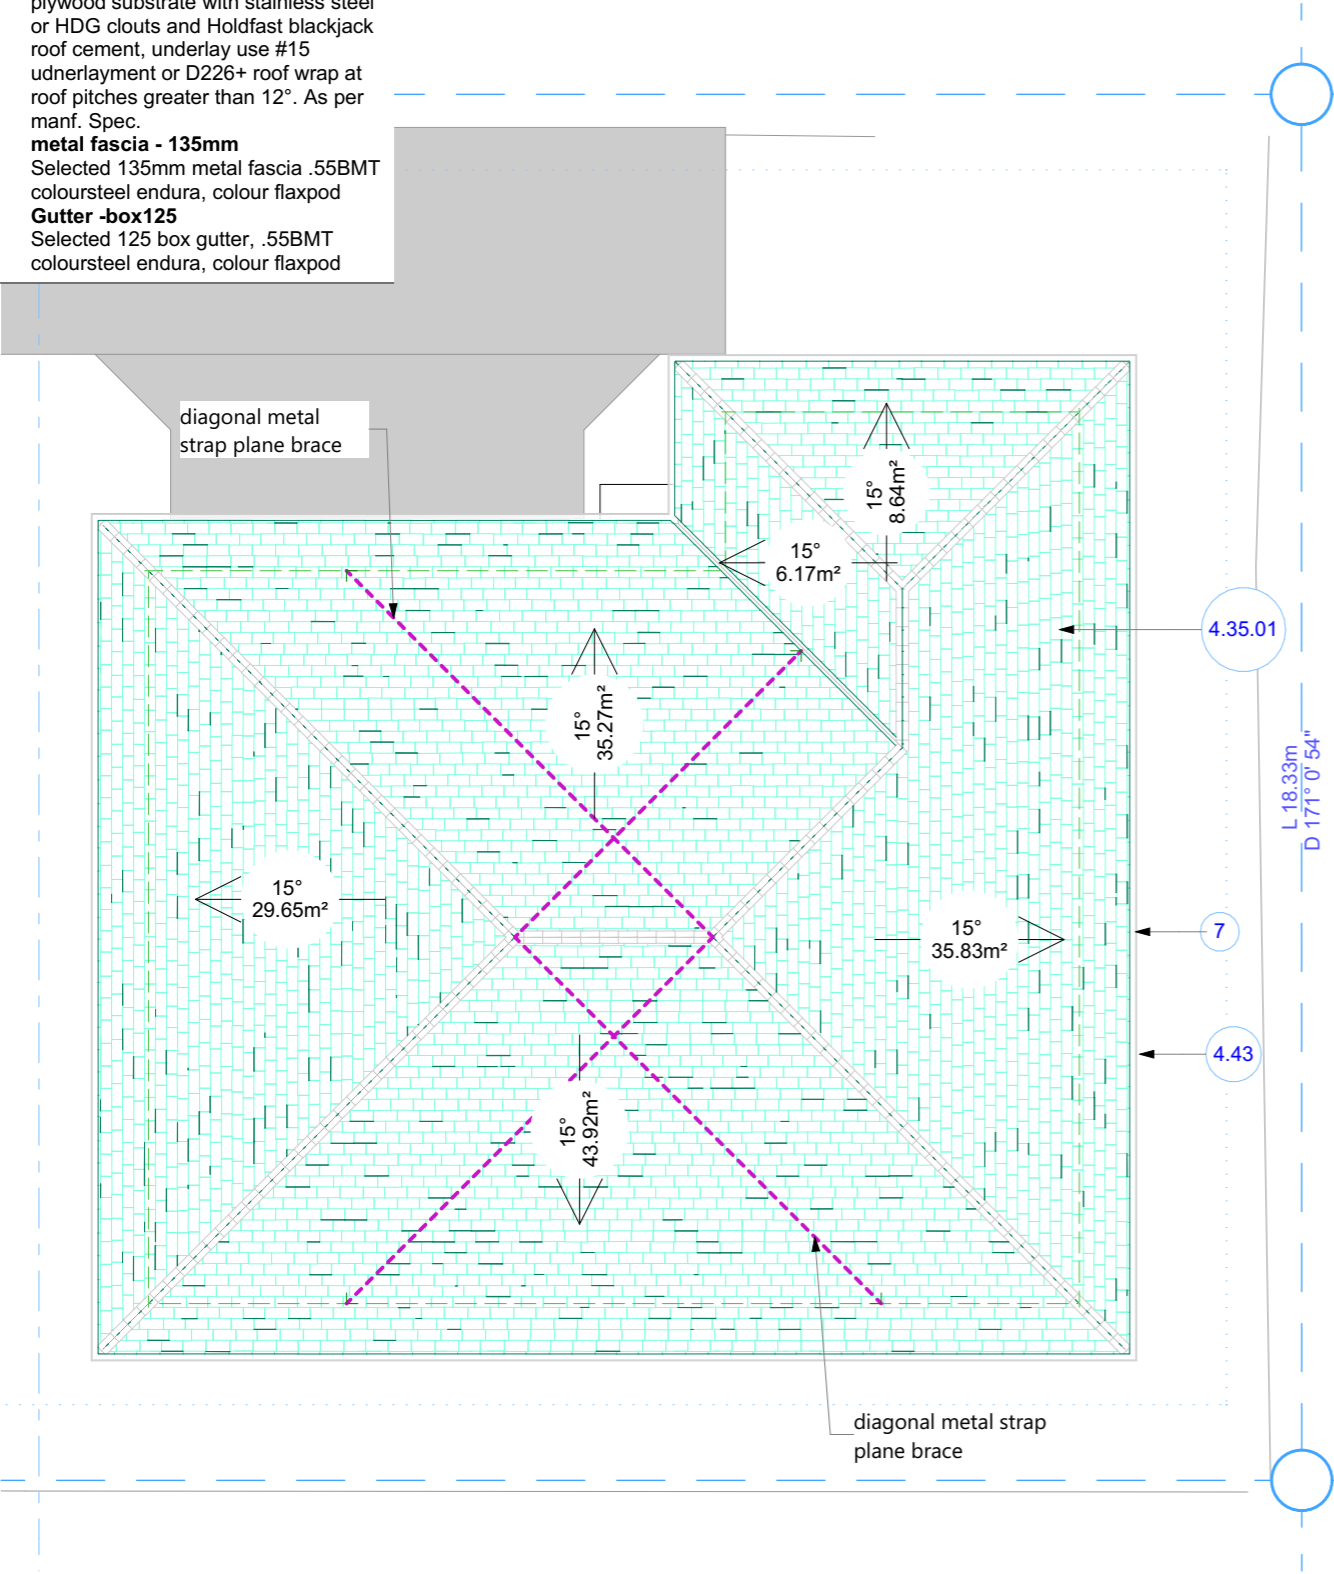 plywood substrate with stainless steel
or HDG clouts and Holdfast blackjack
roof cement, underlay use #15
udnerlayment or D226+ roof wrap at
roof pitches greater than 12°. As per
manf. Spec.
metal fascia - 135mm
Selected 135mm metal fascia .55BMT
coloursteel endura, colour flaxpod
Gutter -box125
Selected 125 box gutter, .55BMT
coloursteel endura, colour flaxpod
diagonal metal
strap plane brace
15°
8.64m²
15°
6.17m²
4.35.01
15°
35.27m²
L 18.33m
D 171° 0' 54"
15°
29.65m²
15°
35.83m²
7
4.43
15°
43.92m²
diagonal metal strap
plane brace